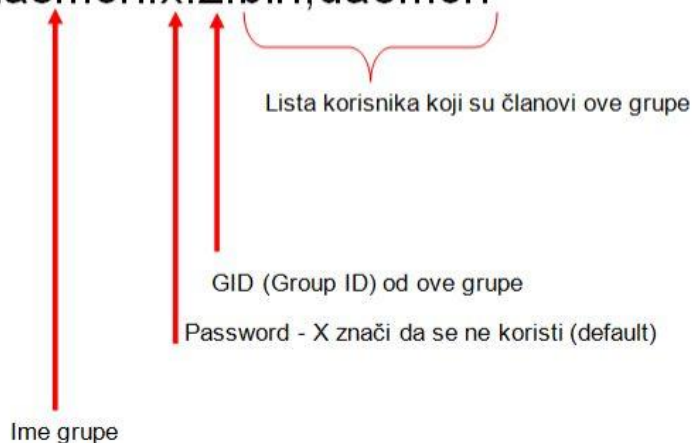 Lista korisnika koji su članovi ove grupe
GID (Group ID) od ove grupe
Password - X znači da se ne koristi (default)
Ime grupe